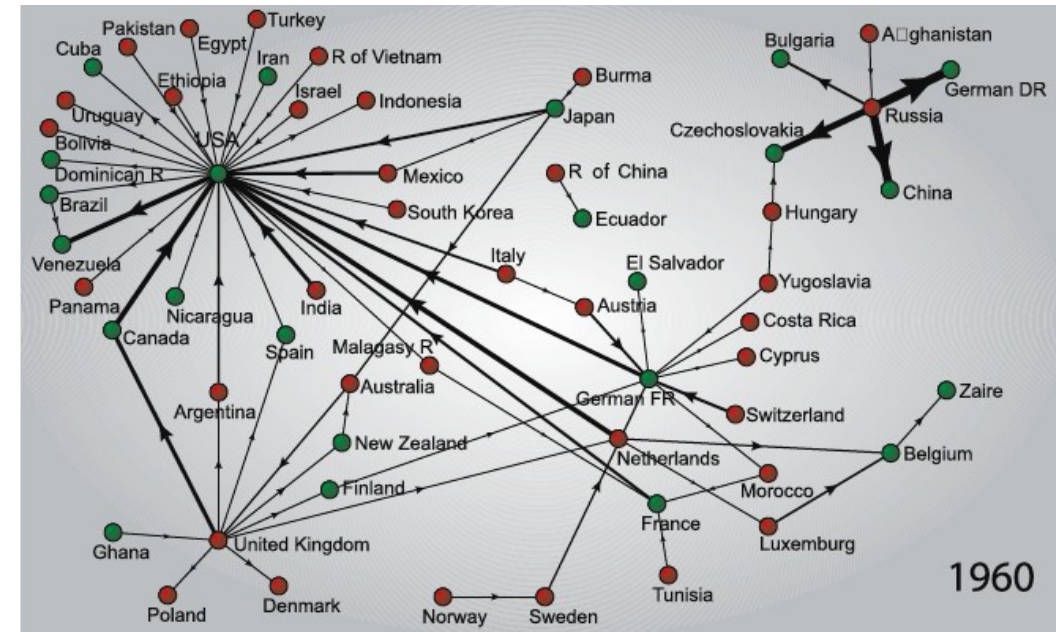 Turkey
Pakistan
Egypt
Cuba
Iran
R of Vietnam
Ethiopia
Israel
Indonesia
Uruguay
USA
Bolivia
Dominican R
Brazil
Venezuela
Panama
Nicaragua
Canada
India
Spain
Mexico
South Korea
Burma
Japan
R of China
Ecuador
Bulgaria
A□ghanistan
German DR
Russia
Czechoslovakia
China
Hungary
Italy
El Salvador
Yugoslavia
Austria
Costa Rica
Malagasy R
Cyprus
Australia
German FR
Argentina
Switzerland
Zaire
New Zealand
Netherlands
Belgium
Finland
Morocco
France
Ghana
United Kingdom
Luxemburg
Poland
Denmark
Norway
Sweden
Tunisia
1960